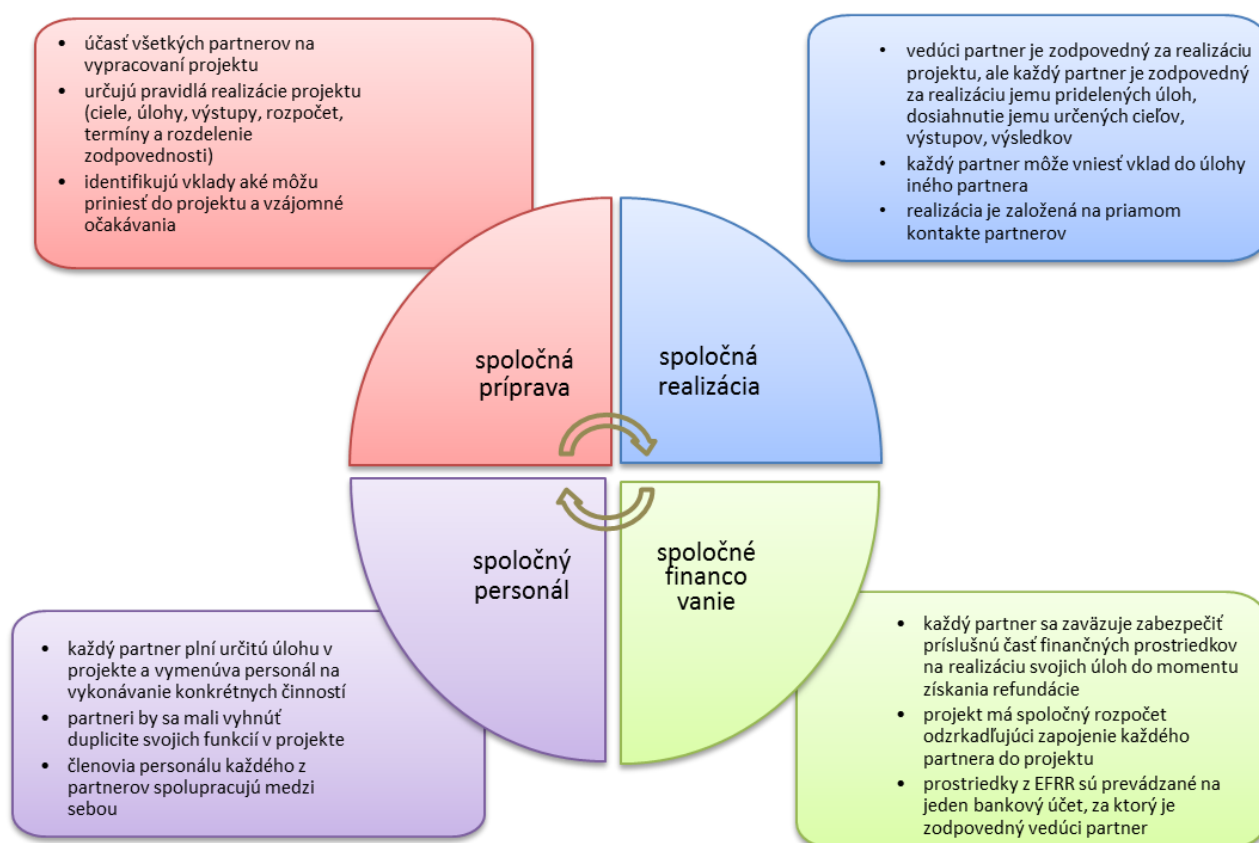 • účasť všetkých partnerov na
vypracovaní projektu
• určujú pravidlá realizácie projektu
(ciele, úlohy, výstupy, rozpočet,
termíny a rozdelenie
zodpovednosti)
• identifikujú vklady aké môžu
priniesť do projektu a vzájomné
očakávania
• vedúci partner je zodpovedný za realizáciu
projektu, ale každý partner je zodpovedný
za realizáciu jemu pridelených úloh,
dosiahnutie jemu určených cieľov,
výstupov, výsledkov
• každý partner môže vniesť vklad do úlohy
iného partnera
• realizácia je založená na priamom
kontakte partnerov
spoločná
príprava
spoločná
realizácia
spoločný
personál
spoločné
financo
vanie
• každý partner plní určitú úlohu v
projekte a vymenúva personál na
vykonávanie konkrétnych činností
• partneri by sa mali vyhnúť
duplicite svojich funkcií v projekte
• členovia personálu každého z
partnerov spolupracujú medzi
sebou
• každý partner sa zaväzuje zabezpečiť
príslušnú časť finančných prostriedkov
na realizáciu svojich úloh do momentu
získania refundácie
• projekt má spoločný rozpočet
odzrkadľujúci zapojenie každého
partnera do projektu
• prostriedky z EFRR sú prevádzané na
jeden bankový účet, za ktorý je
zodpovedný vedúci partner